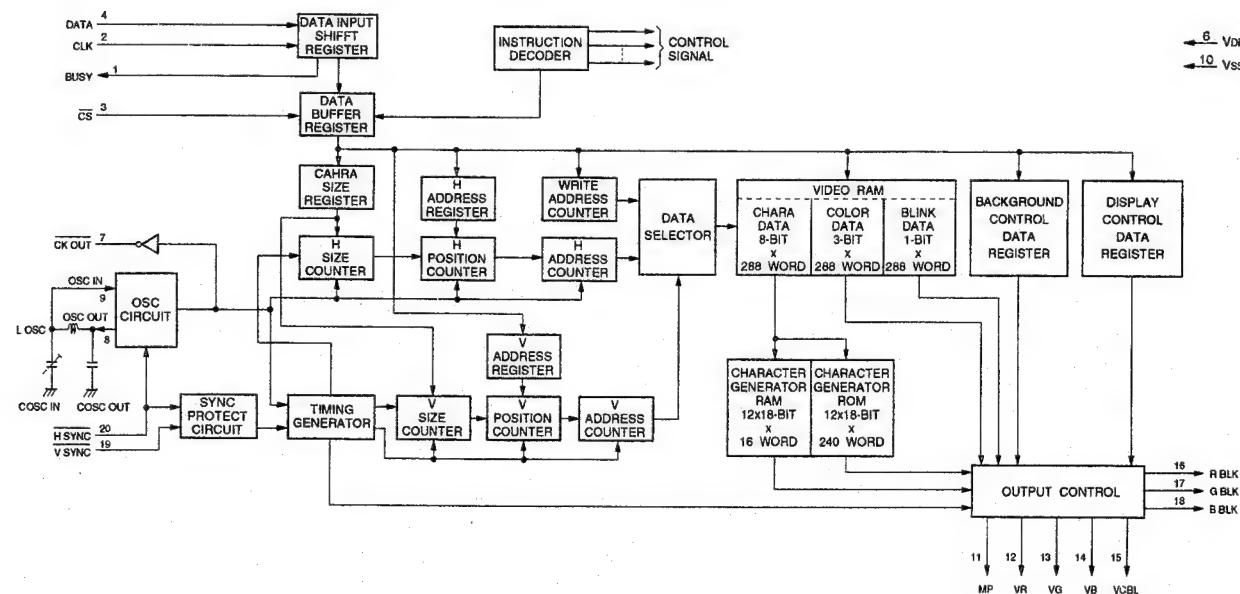 DATA 4
CLK 2
BUSY 1
CS 3
DATA INPUT
SHIFFT
REGISTER
INSTRUCTION
DECODER
CONTROL
SIGNAL
6
10
DATA
BUFFER
REGISTER
CAHRA
SIZE
REGISTER
H
ADDRESS
REGISTER
WRITE
ADDRESS
COUNTER
DATA
SELECTOR
VIDEO RAM
CHARA
DATA
8-BIT
x
288 WORD
COLOR
DATA
3-BIT
x
288 WORD
BLINK
DATA
1-BIT
x
288 WORD
BACKGROUND
CONTROL
DATA
REGISTER
DISPLAY
CONTROL
DATA
REGISTER
CK OUT 7
H
SIZE
COUNTER
H
POSITION
COUNTER
H
ADDRESS
COUNTER
OSC IN
9
OSC
CIRCUIT
OSC OUT
L OSC
8
COSC IN
COSC OUT
V
ADDRESS
REGISTER
CHARACTER
GENERATOR
RAM
12x18-BIT
x
16 WORD
CHARACTER
GENERATOR
ROM
12x18-BIT
x
240 WORD
SYNC
PROTECT
CIRCUIT
TIMING
GENERATOR
V
SIZE
COUNTER
V
POSITION
COUNTER
V
ADDRESS
COUNTER
H SYNC 20
V SYNC 19
OUTPUT CONTROL
16 R BLK
17 G BLK
18 B BLK
11 12 13 14 15
MP VR VG VB VCBL